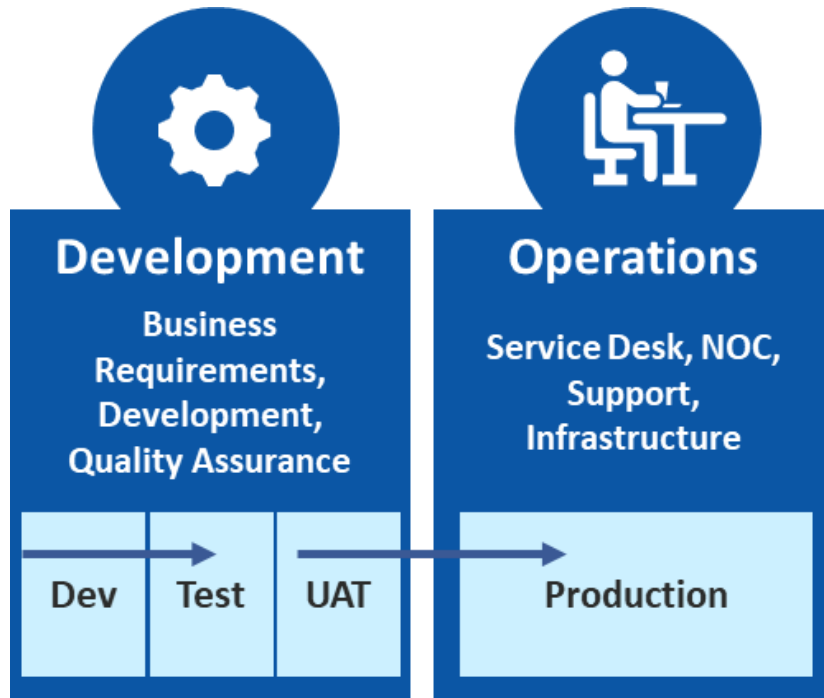 Development
Business
Requirements,
Development,
Quality Assurance
Dev
Test
UAT
Operations
Service Desk, NOC,
Support,
Infrastructure
Production